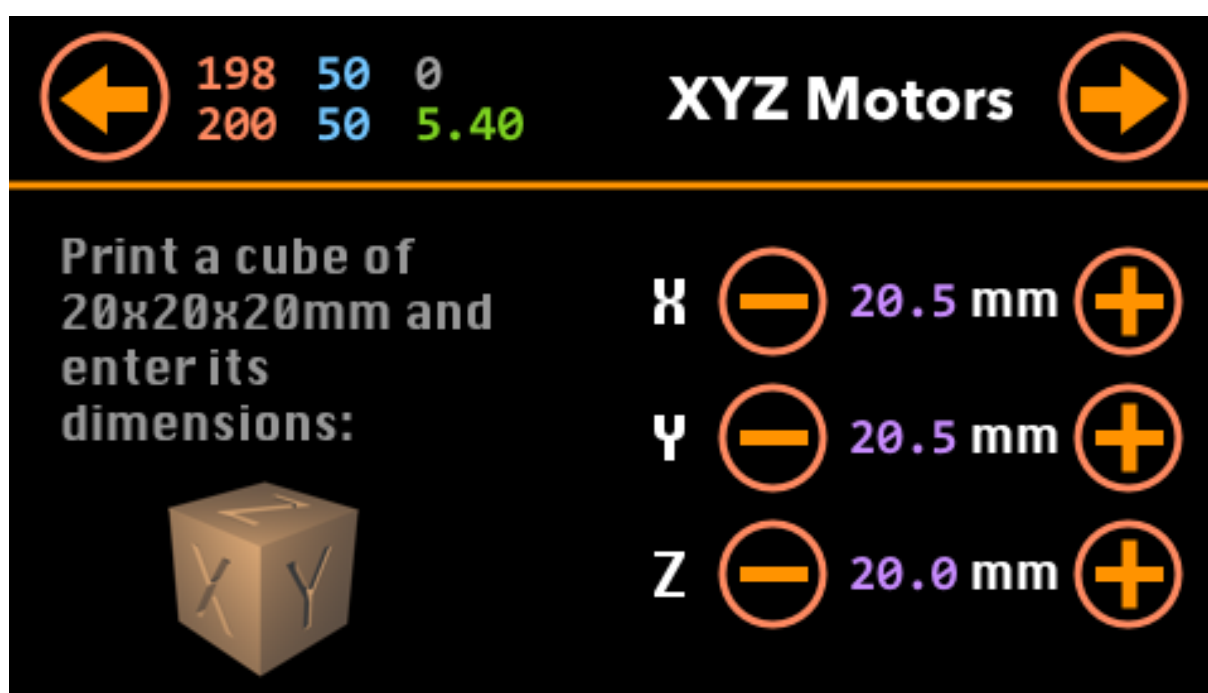 198 50 0
200 50 5.40
XYZ Motors
Print a cube of
20x20x20mm and
enter its
dimensions:
X 20.5 mm
Y 20.5 mm
Z 20.0 mm
Z
X Y